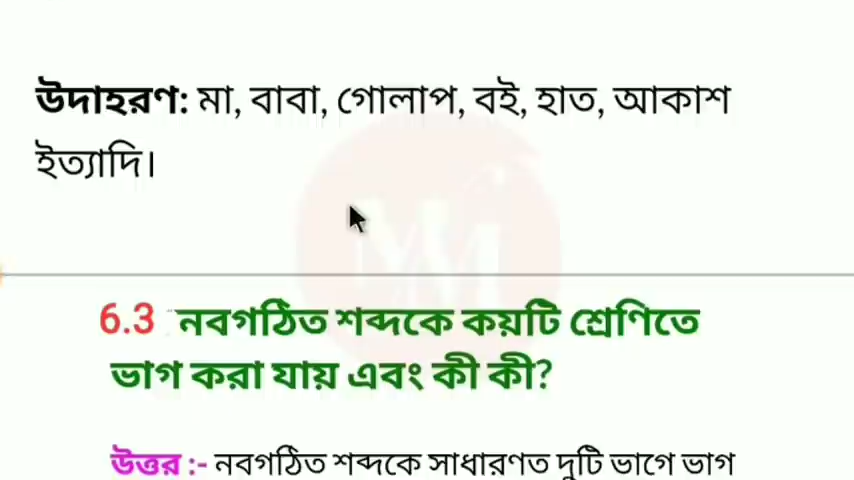 উদাহরণ: মা, বাবা, গোলাপ, বই, হাত, আকাশ
ইত্যাদি।
6.3 নবগঠিত শব্দকে কয়টি শ্রেণিতে
ভাগ করা যায় এবং কী কী?
উত্তর :- নবগঠিত শব্দকে সাধারণত দুটি ভাগে ভাগ